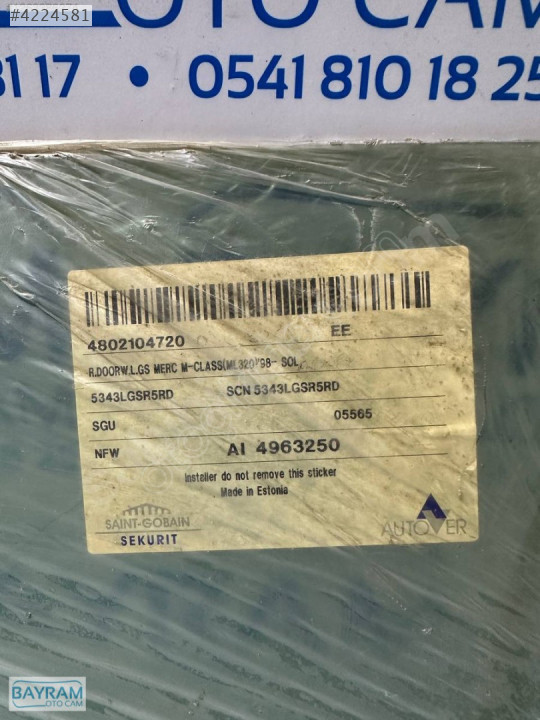 #4224581
OTO CAM
81 17 • 0541 810 18 25
4802104720 EE
R.DOORW.L.GS MERC M-CLASS(ML320)'98- SOL
5343LGSR5RD SCN 5343LGSR5RD
SGU 05565
NFW AI 4963250
Installer do not remove this sticker
Made in Estonia
SAINT-GOBAIN
SEKURIT
AUTOVER
BAYRAM
OTO CAM